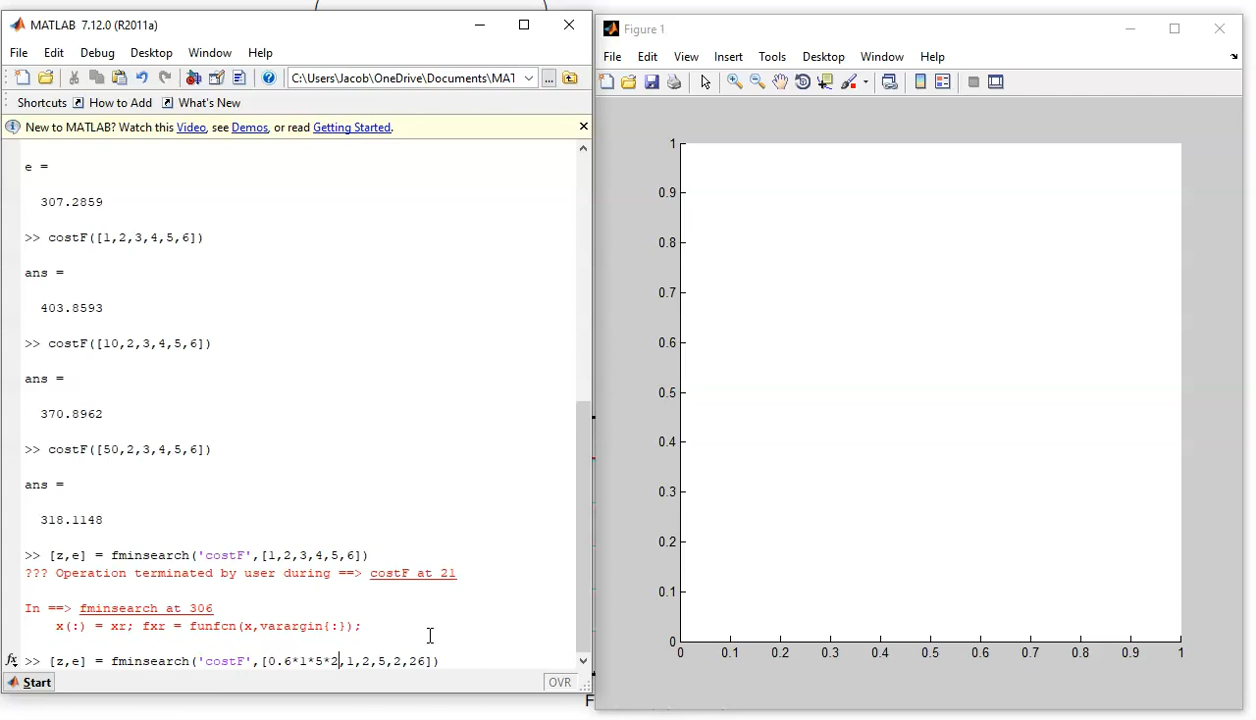 MATLAB 7.12.0 (R2011a)
File Edit Debug Desktop Window Help
C:\Users\Jacob\OneDrive\Documents\MAT
...
Shortcuts How to Add What's New
New to MATLAB? Watch this Video, see Demos, or read Getting Started.
e =
307.2859
>> costF([1,2,3,4,5,6])
ans =
403.8593
>> costF([10,2,3,4,5,6])
ans =
370.8962
>> costF([50,2,3,4,5,6])
ans =
318.1148
>> [z,e] = fminsearch('costF',[1,2,3,4,5,6])
??? Operation terminated by user during ==> costF at 21
In ==> fminsearch at 306
x(:) = xr; fxr = funfcn(x,varargin{:});
fx >> [z,e] = fminsearch('costF',[0.6*1*5*2,1,2,5,2,26])
Start
OVR
F
Figure 1
File Edit View Insert Tools Desktop Window Help
1
0.9
0.8
0.7
0.6
0.5
0.4
0.3
0.2
0.1
0
0 0.1 0.2 0.3 0.4 0.5 0.6 0.7 0.8 0.9 1